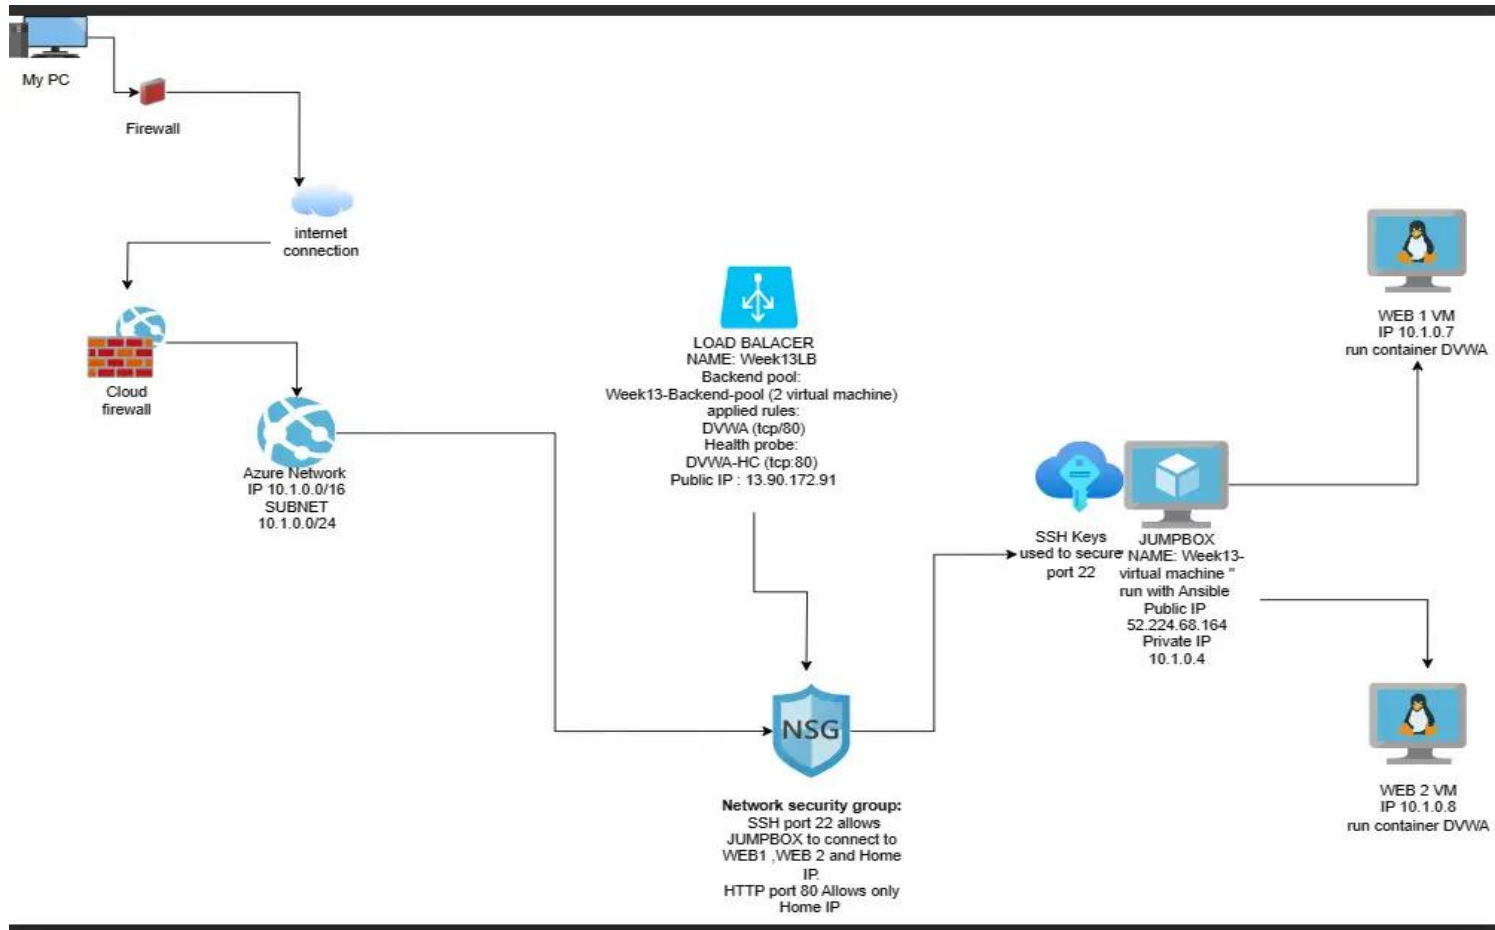 My PC
Firewall
internet
connection
Cloud
firewall
Azure Network
IP 10.1.0.0/16
SUBNET
10.1.0.0/24
LOAD BALACER
NAME: Week13LB
Backend pool:
Week13-Backend-pool (2 virtual machine)
applied rules:
DVWA (tcp/80)
Health probe:
DVWA-HC (tcp:80)
Public IP : 13.90.172.91
NSG
Network security group:
SSH port 22 allows
JUMPBOX to connect to
WEB1 ,WEB 2 and Home
IP.
HTTP port 80 Allows only
Home IP
SSH Keys
used to secure
port 22
JUMPBOX
NAME: Week13-
virtual machine "
run with Ansible
Public IP
52.224.68.164
Private IP
10.1.0.4
WEB 1 VM
IP 10.1.0.7
run container DVWA
WEB 2 VM
IP 10.1.0.8
run container DVWA